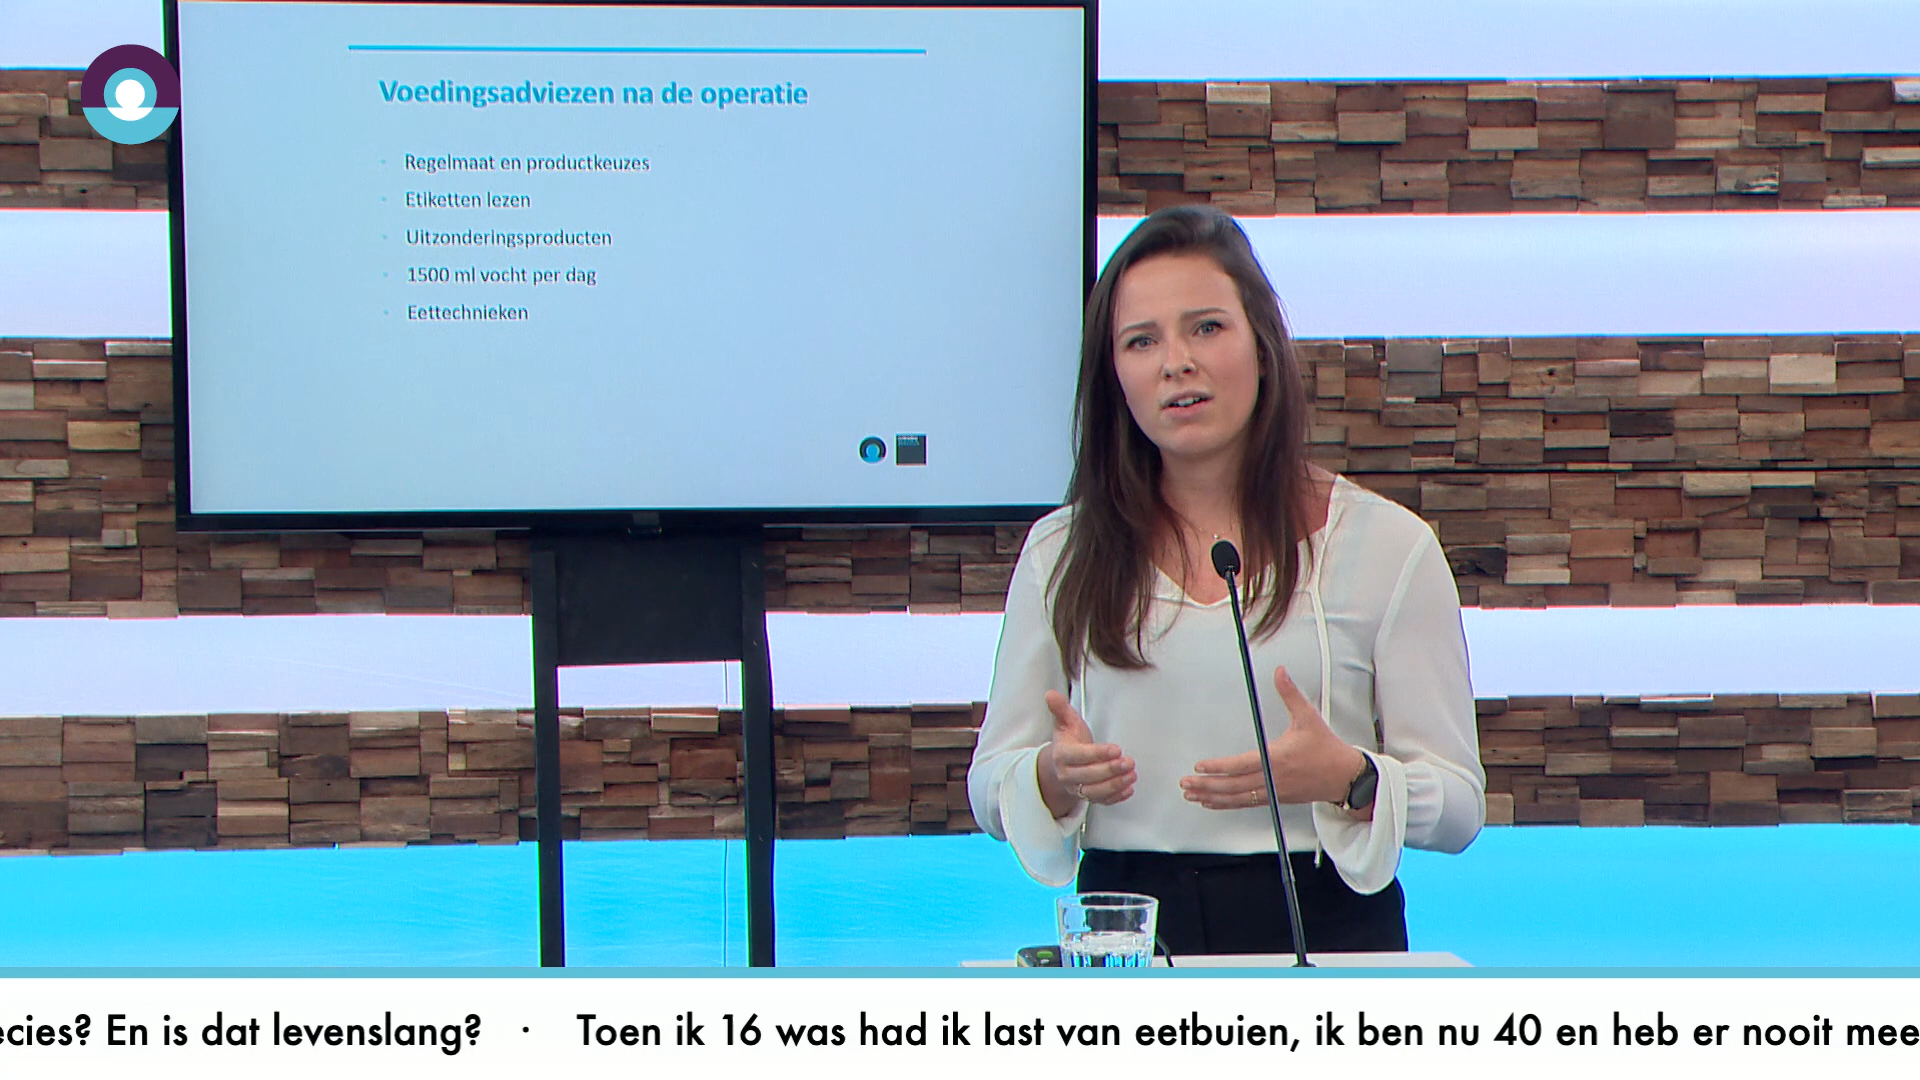 Voedingsadviezen na de operatie
Regelmaat en productkeuzes
Etiketten lezen
Uitzonderingsproducten
1500 ml vocht per dag
Eettechnieken
ecies? En is dat levenslang? · Toen ik 16 was had ik last van eetbuien, ik ben nu 40 en heb er nooit mee